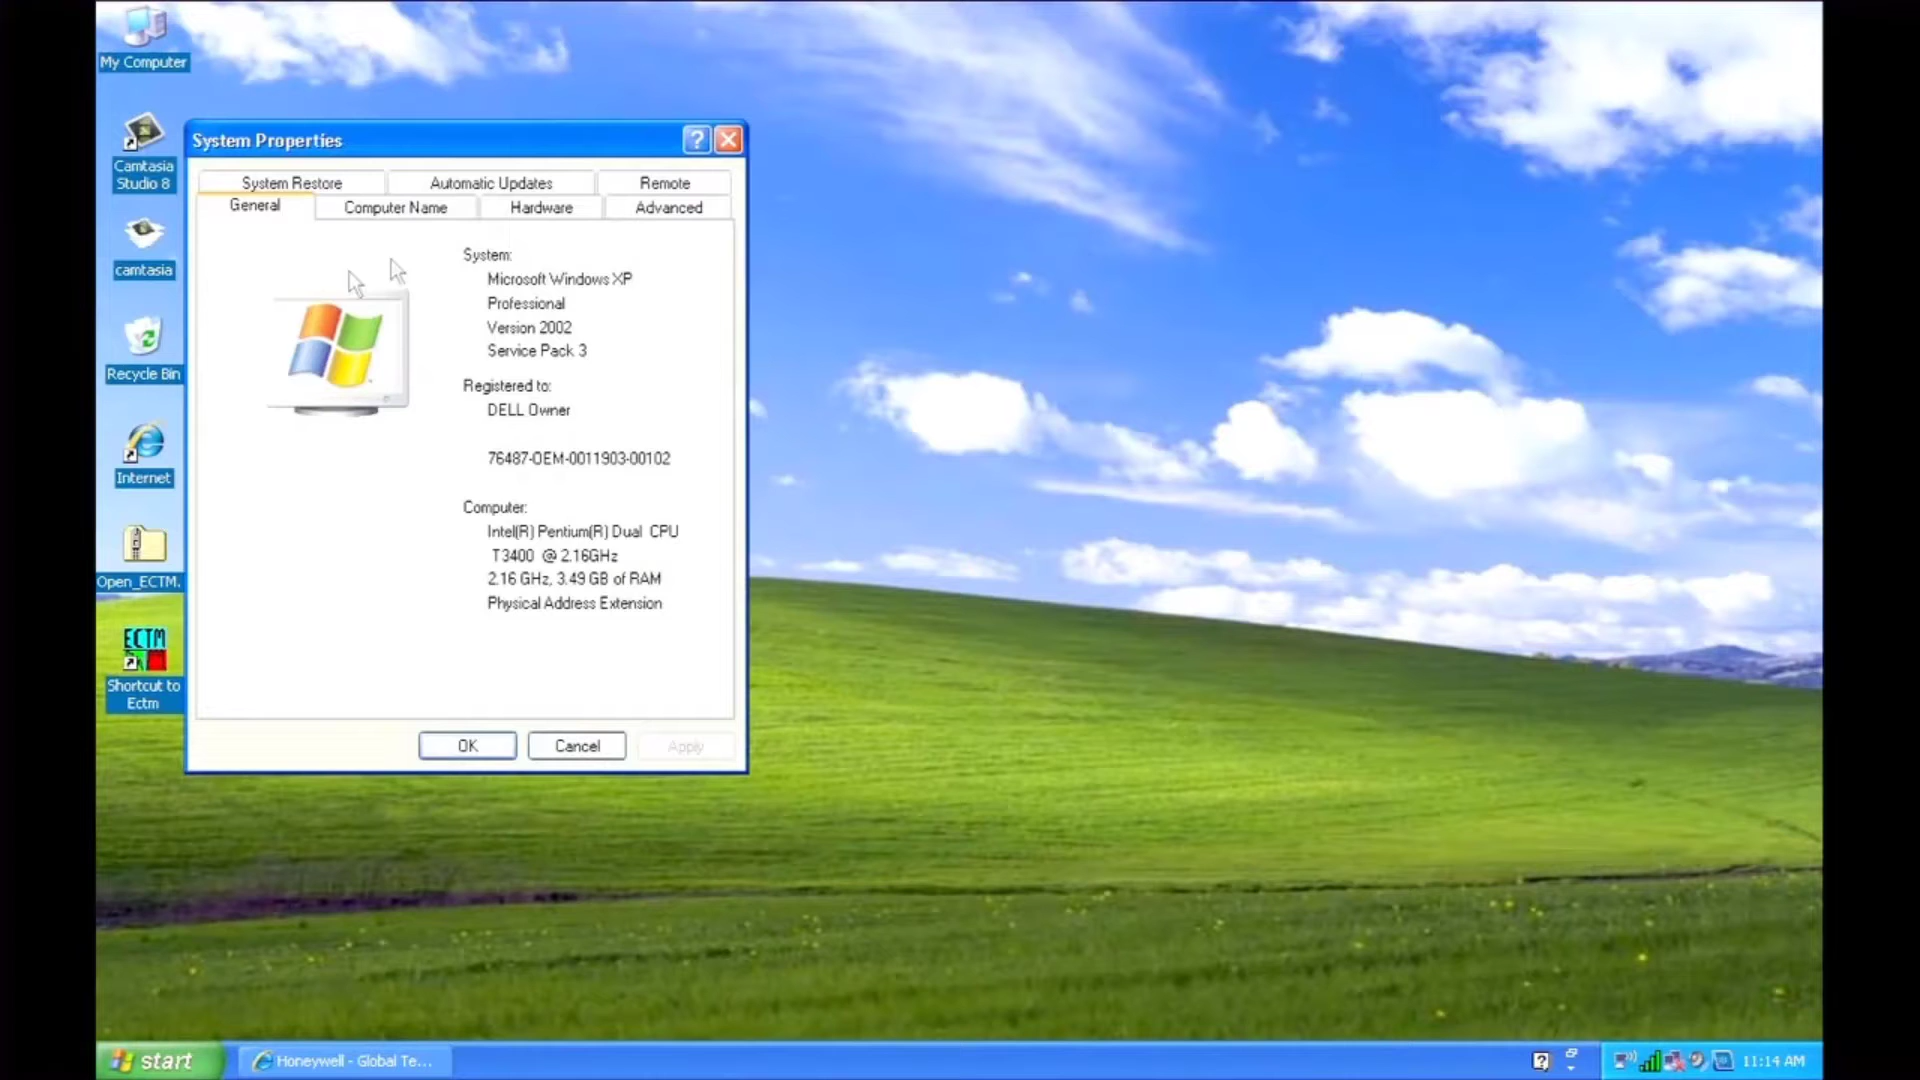 My Computer
Camtasia
Studio 8
camtasia
Recycle Bin
Internet
Open_ECTM.
ECTM
Shortcut to
Ectm
System Properties
System Restore
Automatic Updates
Remote
General
Computer Name
Hardware
Advanced
System:
Microsoft Windows XP
Professional
Version 2002
Service Pack 3
Registered to:
DELL Owner
76487-OEM-0011903-00102
Computer:
Intel(R) Pentium(R) Dual CPU
T3400 @ 2.16GHz
2.16 GHz, 3.49 GB of RAM
Physical Address Extension
OK
Cancel
Apply
start
Honeywell - Global Te...
11:14 AM